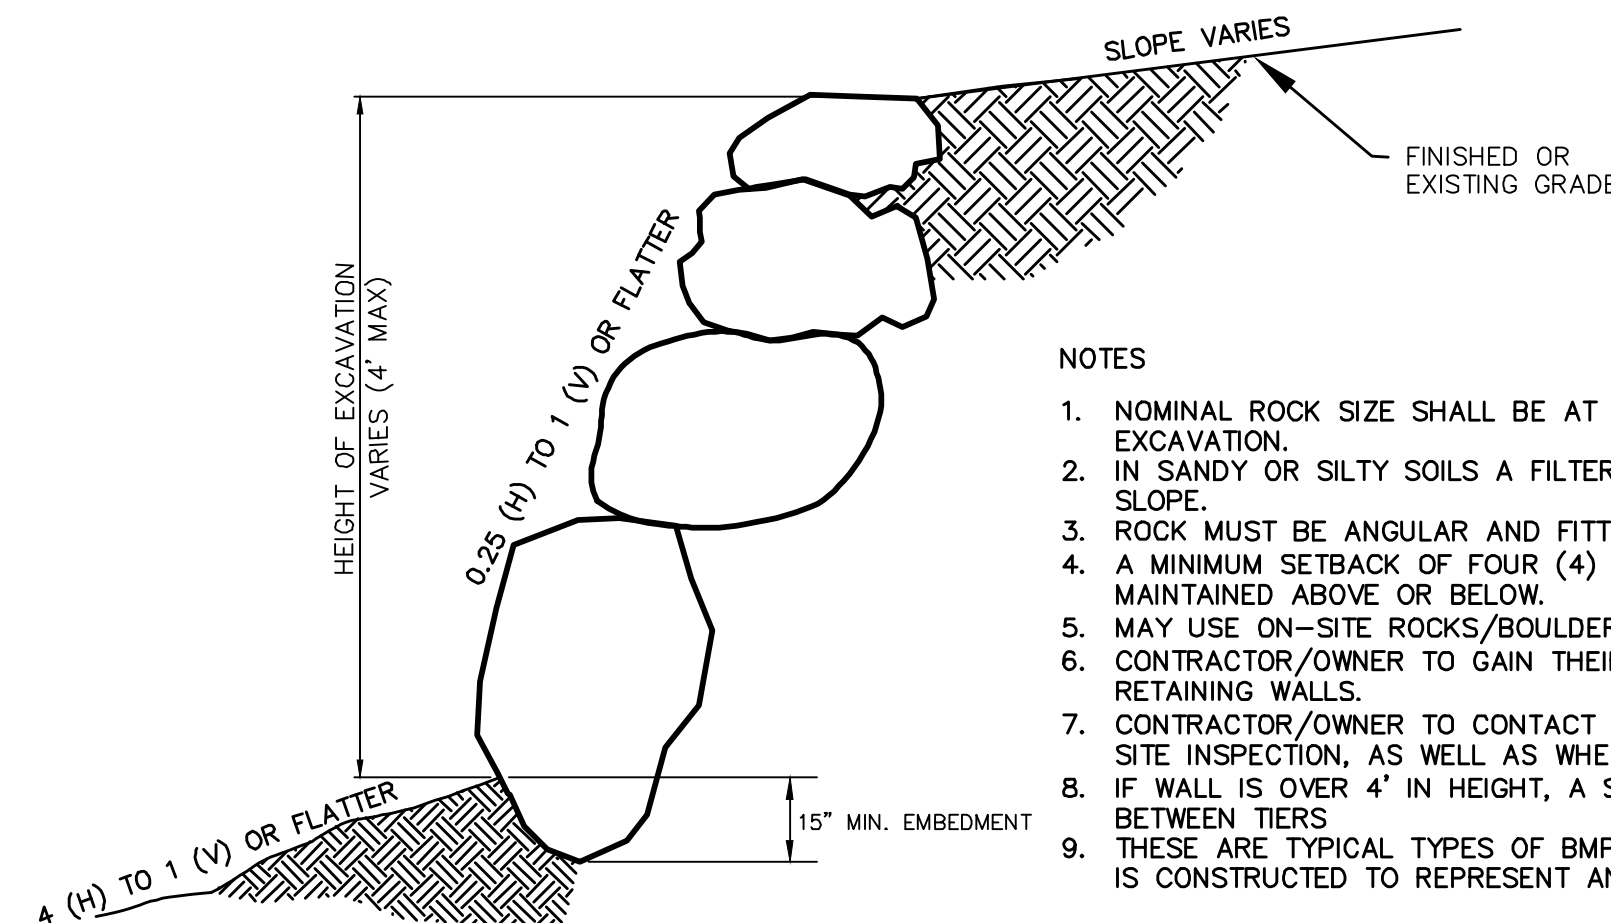 SLOPE VARIES
FINISHED OR
EXISTING GRADE
HEIGHT OF EXCAVATION
VARIES (4' MAX)
0.25 (H) TO 1 (V) OR FLATTER
4 (H) TO 1 (V) OR FLATTER
15" MIN. EMBEDMENT
NOTES
1. NOMINAL ROCK SIZE SHALL BE AT
EXCAVATION.
2. IN SANDY OR SILTY SOILS A FILTER
SLOPE.
3. ROCK MUST BE ANGULAR AND FITT
4. A MINIMUM SETBACK OF FOUR (4)
MAINTAINED ABOVE OR BELOW.
5. MAY USE ON-SITE ROCKS/BOULDER
6. CONTRACTOR/OWNER TO GAIN THEI
RETAINING WALLS.
7. CONTRACTOR/OWNER TO CONTACT
SITE INSPECTION, AS WELL AS WHE
8. IF WALL IS OVER 4' IN HEIGHT, A S
BETWEEN TIERS
9. THESE ARE TYPICAL TYPES OF BMP
IS CONSTRUCTED TO REPRESENT AN